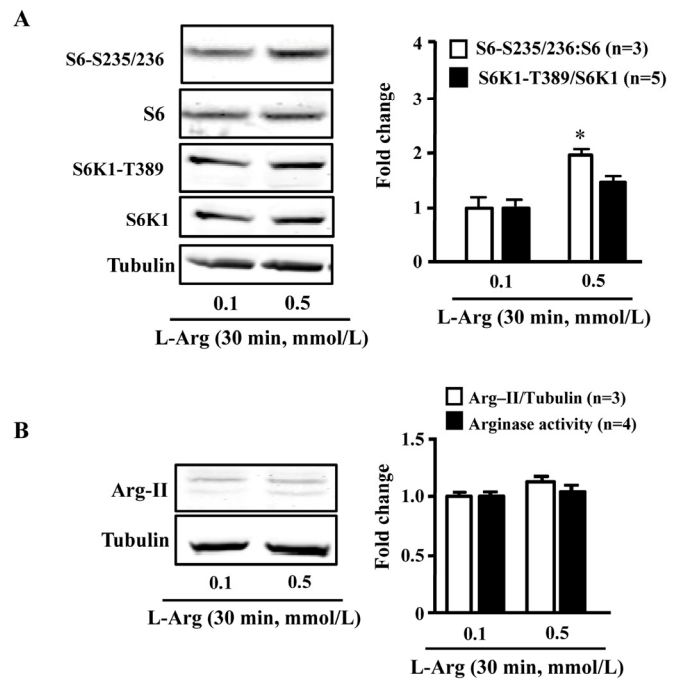 A
S6-S235/236
S6
S6K1-T389
S6K1
Tubulin
0.1 0.5
L-Arg (30 min, mmol/L)
S6-S235/236:S6 (n=3)
S6K1-T389/S6K1 (n=5)
Fold change
4
3
2
1
0
*
0.1 0.5
L-Arg (30 min, mmol/L)
B
Arg-II
Tubulin
0.1 0.5
L-Arg (30 min, mmol/L)
Arg–II/Tubulin (n=3)
Arginase activity (n=4)
Fold change
1.5
1.0
0.5
0
0.1 0.5
L-Arg (30 min, mmol/L)